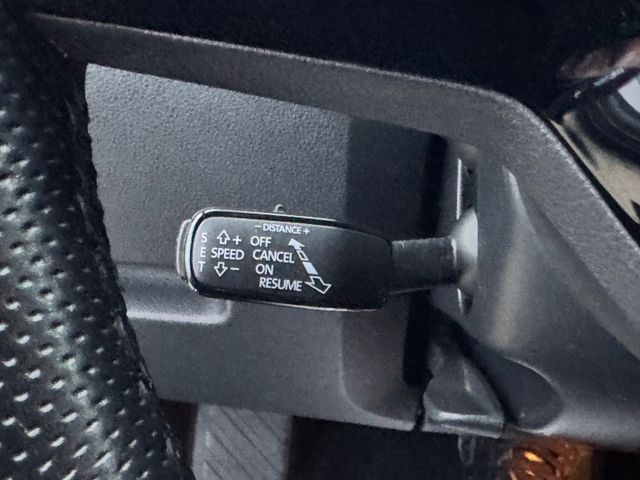 - DISTANCE +
S + OFF
E SPEED CANCEL
T - ON
RESUME